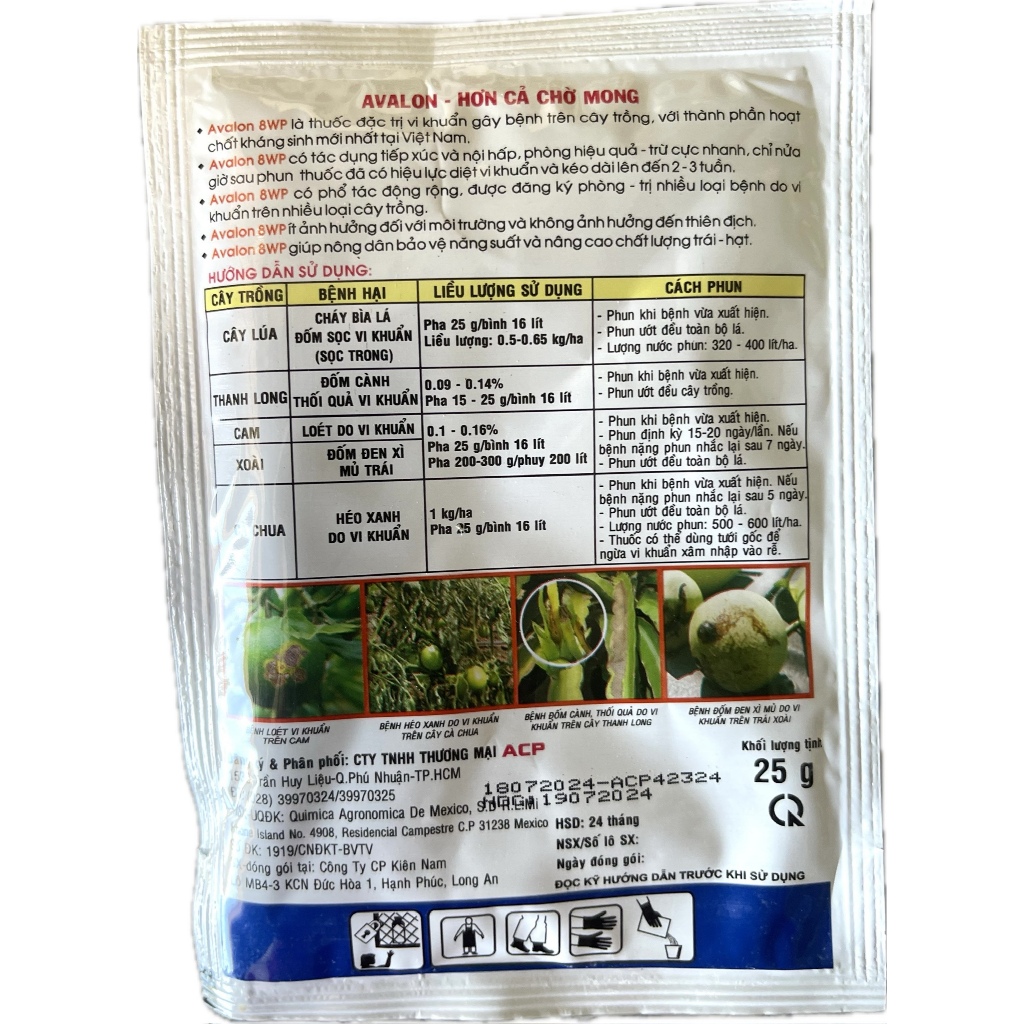 AVALON - HƠN CẢ CHỜ MONG
Avalon 8WP là thuốc đặc trị vi khuẩn gây bệnh trên cây trồng, với thành phần hoạt
chất kháng sinh mới nhất tại Việt Nam.
Avalon 8WP có tác dụng tiếp xúc và nội hấp, phòng hiệu quả - trừ cực nhanh, chỉ nửa
giờ sau phun thuốc đã có hiệu lực diệt vi khuẩn và kéo dài lên đến 2 - 3 tuần.
Avalon 8WP có phổ tác động rộng, được đăng ký phòng - trị nhiều loại bệnh do vi
khuẩn trên nhiều loại cây trồng.
Avalon 8WP ít ảnh hưởng đối với môi trường và không ảnh hưởng đến thiên địch.
Avalon 8WP giúp nông dân bảo vệ năng suất và nâng cao chất lượng trái - hạt.
HƯỚNG DẪN SỬ DỤNG:
CÂY TRỒNG BỆNH HẠI LIỀU LƯỢNG SỬ DỤNG CÁCH PHUN
CÂY LÚA
CHÁY BÌA LÁ
ĐỐM SỌC VI KHUẨN
(SỌC TRONG)
Pha 25 g/bình 16 lít
Liều lượng: 0.5-0.65 kg/ha
- Phun khi bệnh vừa xuất hiện.
- Phun ướt đều toàn bộ lá.
- Lượng nước phun: 320 - 400 lít/ha.
THANH LONG
ĐỐM CÀNH
THỐI QUẢ VI KHUẨN
0.09 - 0.14%
Pha 15 - 25 g/bình 16 lít
- Phun khi bệnh vừa xuất hiện.
- Phun ướt đều cây trồng.
CAM
LOÉT DO VI KHUẨN
XOÀI
ĐỐM ĐEN XÌ
MỦ TRÁI
0.1 - 0.16%
Pha 25 g/bình 16 lít
Pha 200-300 g/phuy 200 lít
- Phun khi bệnh vừa xuất hiện.
- Phun định kỳ 15-20 ngày/lần. Nếu
bệnh nặng phun nhắc lại sau 7 ngày.
- Phun ướt đều toàn bộ lá.
CHUA
HÉO XANH
DO VI KHUẨN
1 kg/ha
Pha 25 g/bình 16 lít
- Phun khi bệnh vừa xuất hiện. Nếu
bệnh nặng phun nhắc lại sau 5 ngày.
- Phun ướt đều toàn bộ lá.
- Lượng nước phun: 500 - 600 lít/ha.
- Thuốc có thể dùng tưới gốc để
ngừa vi khuẩn xâm nhập vào rễ.
LOÉT VI KHUẨN
TRÊN CAM
BỆNH HÉO XANH DO VI KHUẨN
TRÊN CÂY CÀ CHUA
BỆNH ĐỐM CÀNH, THỐI QUẢ DO VI
KHUẨN TRÊN CÂY THANH LONG
BỆNH ĐỐM ĐEN XÌ MỦ DO VI
KHUẨN TRÊN TRÁI XOÀI
ý & Phân phối: CTY TNHH THƯƠNG MẠI ACP
Huy Liệu-Q.Phú Nhuận-TP.HCM
28) 39970324/39970325
UQĐK: Quimica Agronomica De Mexico,
Island No. 4908, Residencial Campestre C.P 31238 Mexico
ĐK: 1919/CNĐKT-BVTV
đóng gói tại: Công Ty CP Kiên Nam
MB4-3 KCN Đức Hòa 1, Hạnh Phúc, Long An
18072024-ACP42324
19072024
Khối lượng tịnh
25 g
HSD: 24 tháng
NSX/Số lô SX:
Ngày đóng gói:
ĐỌC KỸ HƯỚNG DẪN TRƯỚC KHI SỬ DỤNG